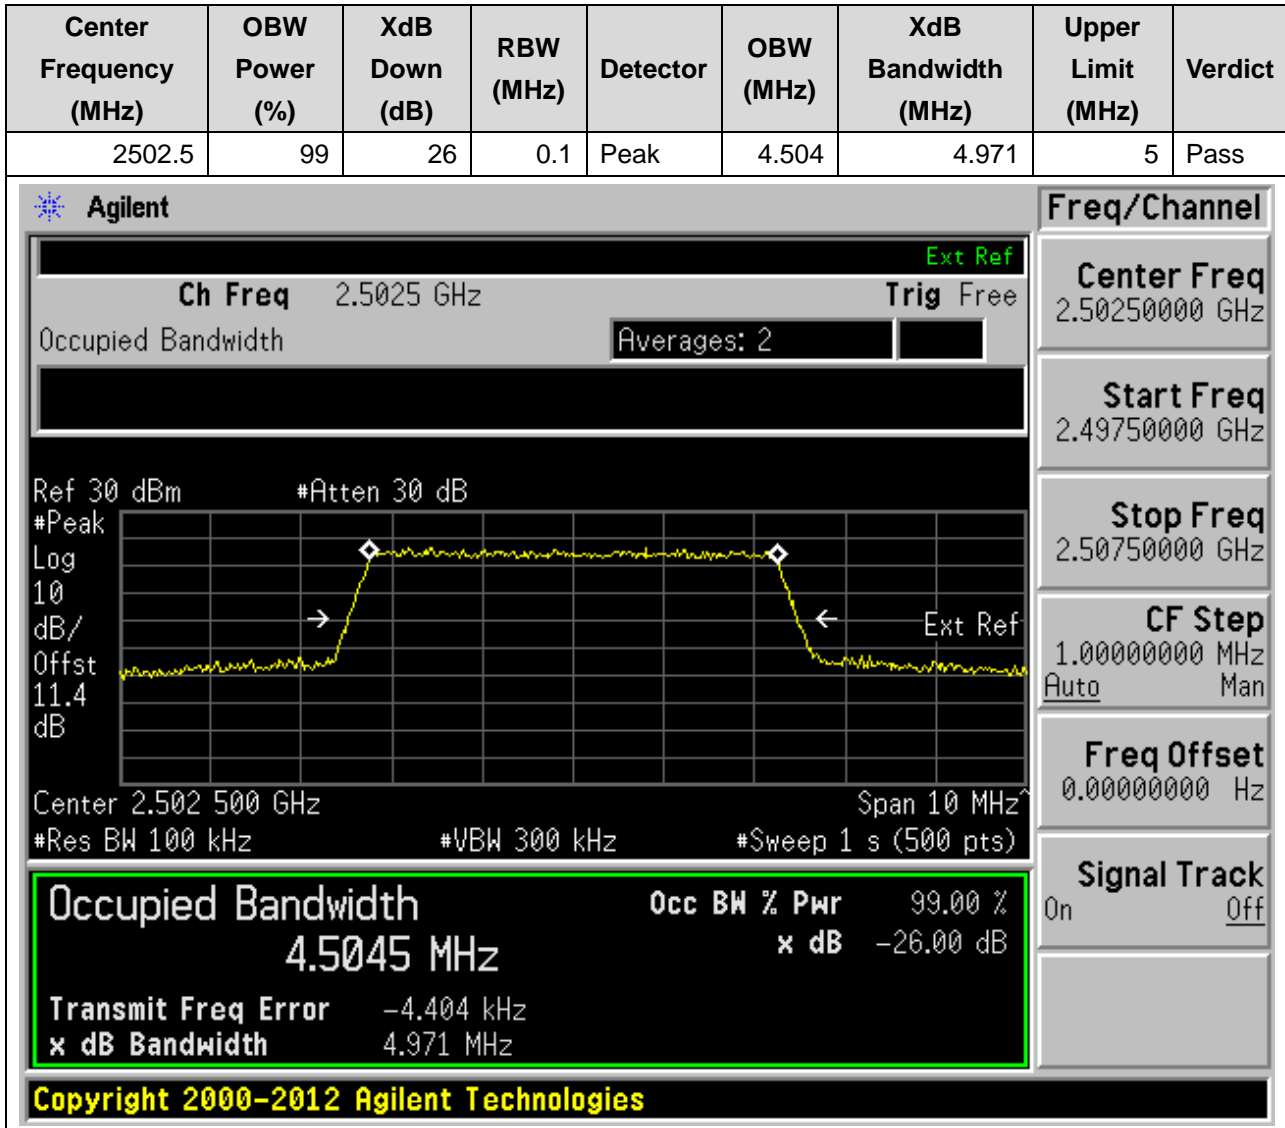 Center Frequency (MHz) OBW Power (%) XdB Down (dB) RBW (MHz) Detector OBW (MHz) XdB Bandwidth (MHz) Upper Limit (MHz) Verdict
2502.5 99 26 0.1 Peak 4.504 4.971 5 Pass
Agilent
Freq/Channel
Ext Ref
Ch Freq 2.5025 GHz Trig Free
Occupied Bandwidth Averages: 2
Center Freq
2.50250000 GHz
Start Freq
2.49750000 GHz
Stop Freq
2.50750000 GHz
CF Step
1.00000000 MHz
Auto Man
Freq Offset
0.00000000 Hz
Signal Track
On Off
Ref 30 dBm #Atten 30 dB
#Peak
Log
10
dB/
Offst
11.4
dB
Ext Ref
Center 2.502 500 GHz Span 10 MHz^
#Res BW 100 kHz #VBW 300 kHz #Sweep 1 s (500 pts)
Occupied Bandwidth Occ BW % Pwr 99.00 %
4.5045 MHz x dB -26.00 dB
Transmit Freq Error -4.404 kHz
x dB Bandwidth 4.971 MHz
Copyright 2000-2012 Agilent Technologies